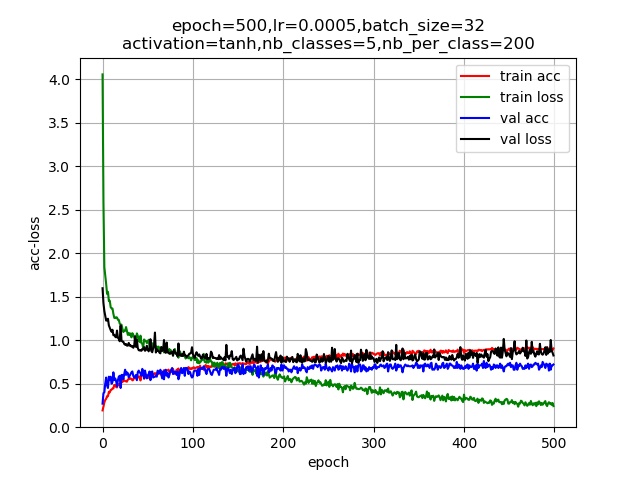 epoch=500,lr=0.0005,batch_size=32
activation=tanh,nb_classes=5,nb_per_class=200
train acc
train loss
val acc
val loss
acc-loss
4.0
3.5
3.0
2.5
2.0
1.5
1.0
0.5
0.0
0 100 200 300 400 500
epoch